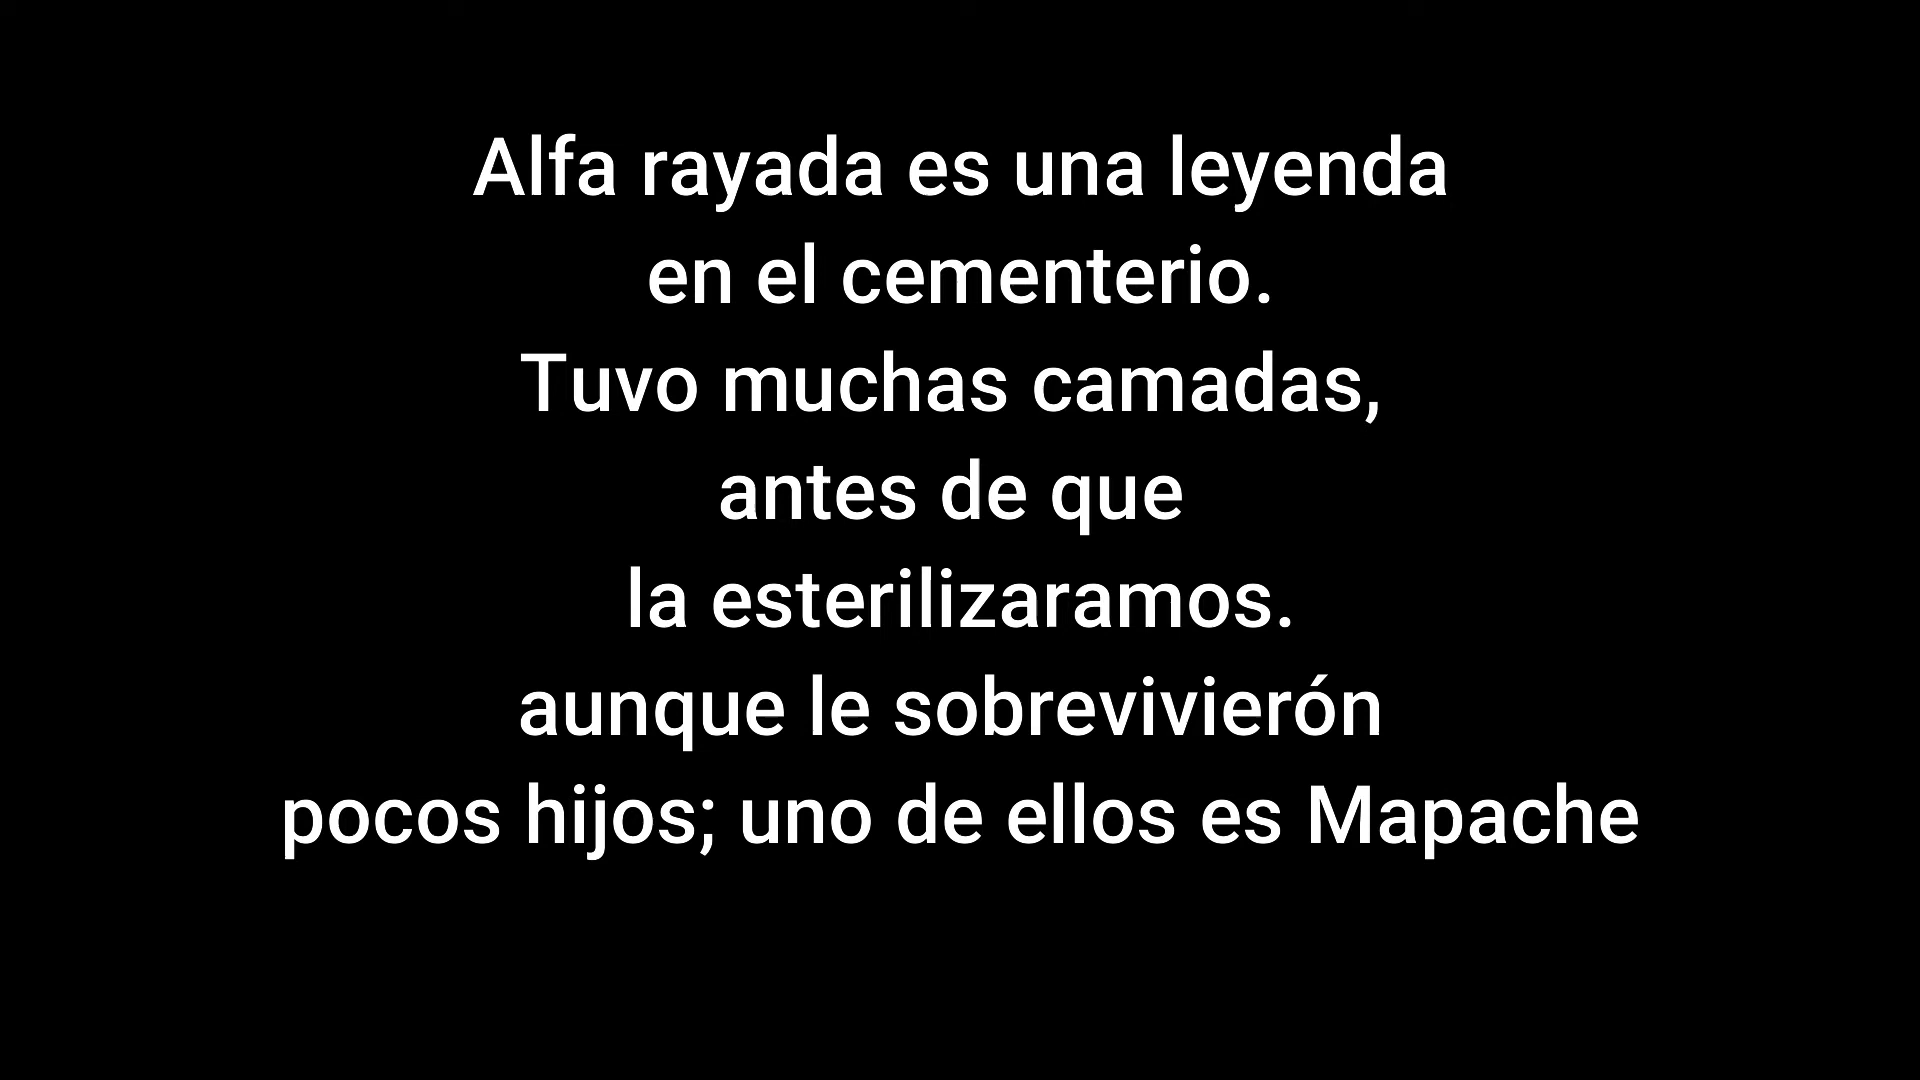 Alfa rayada es una leyenda
en el cementerio.
Tuvo muchas camadas,
antes de que
la esterilizaramos.
aunque le sobrevivierón
pocos hijos; uno de ellos es Mapache